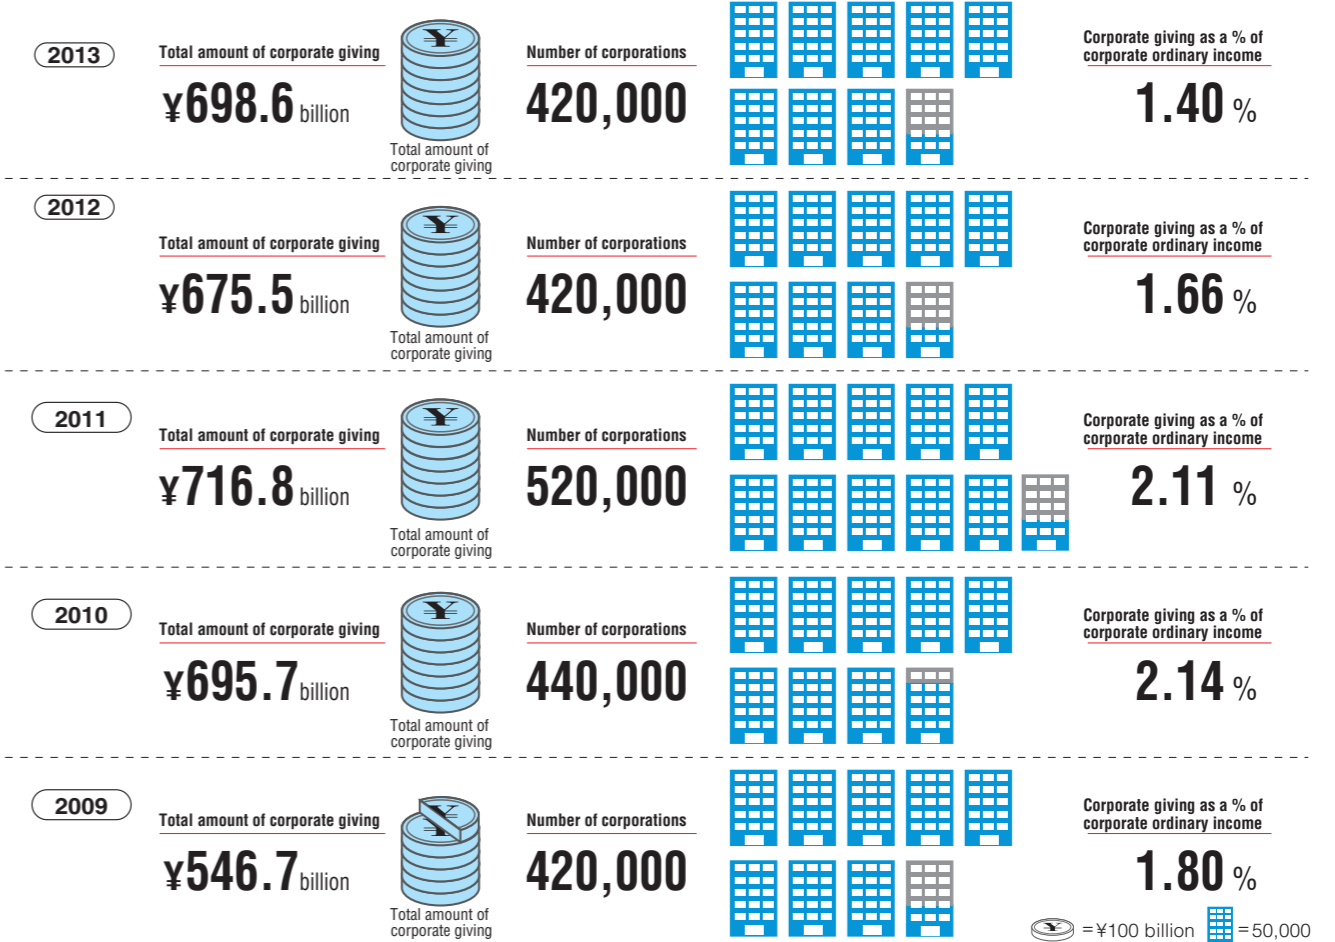 2013
Total amount of corporate giving
¥698.6 billion
¥
Total amount of
corporate giving
Number of corporations
420,000
Corporate giving as a % of
corporate ordinary income
1.40 %
2012
Total amount of corporate giving
¥675.5 billion
¥
Total amount of
corporate giving
Number of corporations
420,000
Corporate giving as a % of
corporate ordinary income
1.66 %
2011
Total amount of corporate giving
¥716.8 billion
¥
Total amount of
corporate giving
Number of corporations
520,000
Corporate giving as a % of
corporate ordinary income
2.11 %
2010
Total amount of corporate giving
¥695.7 billion
¥
Total amount of
corporate giving
Number of corporations
440,000
Corporate giving as a % of
corporate ordinary income
2.14 %
2009
Total amount of corporate giving
¥546.7 billion
¥
Total amount of
corporate giving
Number of corporations
420,000
Corporate giving as a % of
corporate ordinary income
1.80 %
¥ =¥100 billion =50,000